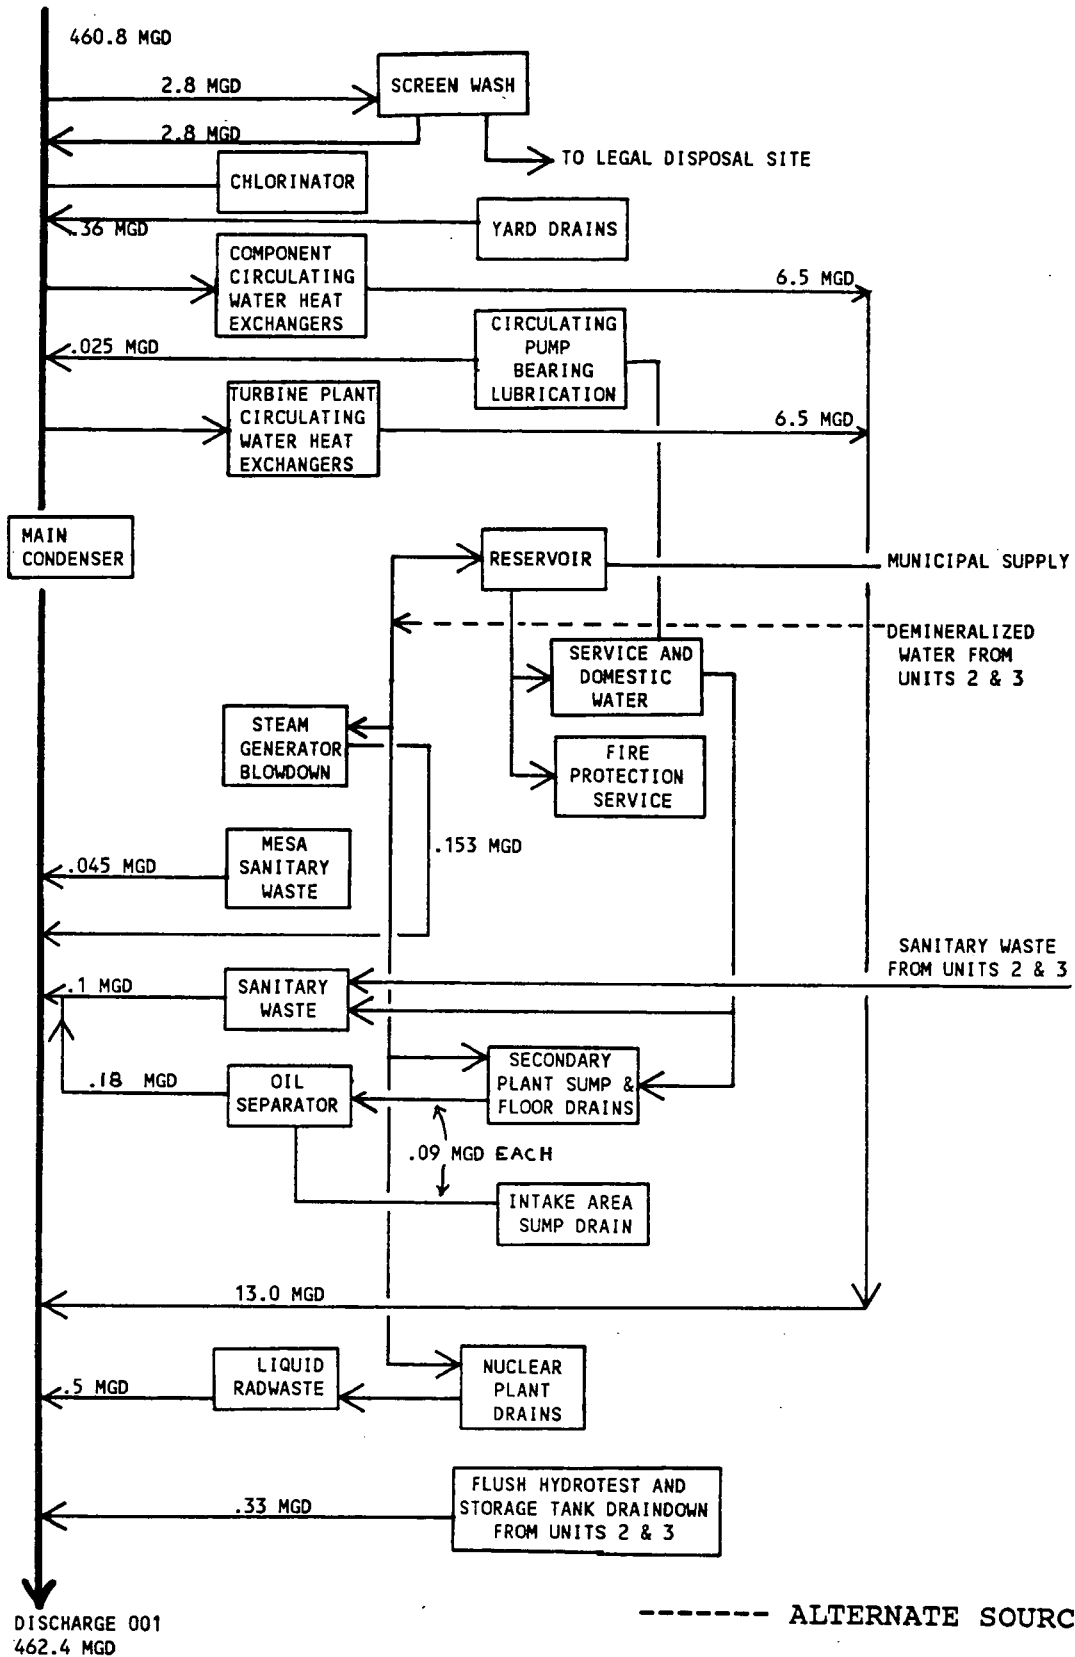 460.8 MGD
2.8 MGD
SCREEN WASH
2.8 MGD
TO LEGAL DISPOSAL SITE
CHLORINATOR
.36 MGD
YARD DRAINS
COMPONENT
CIRCULATING
WATER HEAT
EXCHANGERS
6.5 MGD
CIRCULATING
PUMP
BEARING
LUBRICATION
.025 MGD
TURBINE PLANT
CIRCULATING
WATER HEAT
EXCHANGERS
6.5 MGD
MAIN
CONDENSER
RESERVOIR
MUNICIPAL SUPPLY
DEMINERALIZED
WATER FROM
UNITS 2 & 3
SERVICE AND
DOMESTIC
WATER
STEAM
GENERATOR
BLOWDOWN
FIRE
PROTECTION
SERVICE
.153 MGD
MESA
SANITARY
WASTE
.045 MGD
SANITARY WASTE
FROM UNITS 2 & 3
.1 MGD
SANITARY
WASTE
SECONDARY
PLANT SUMP &
FLOOR DRAINS
.18 MGD
OIL
SEPARATOR
.09 MGD EACH
INTAKE AREA
SUMP DRAIN
13.0 MGD
LIQUID
RADWASTE
.5 MGD
NUCLEAR
PLANT
DRAINS
FLUSH HYDROTEST AND
STORAGE TANK DRAINDOWN
FROM UNITS 2 & 3
.33 MGD
DISCHARGE 001
462.4 MGD
------- ALTERNATE SOURC